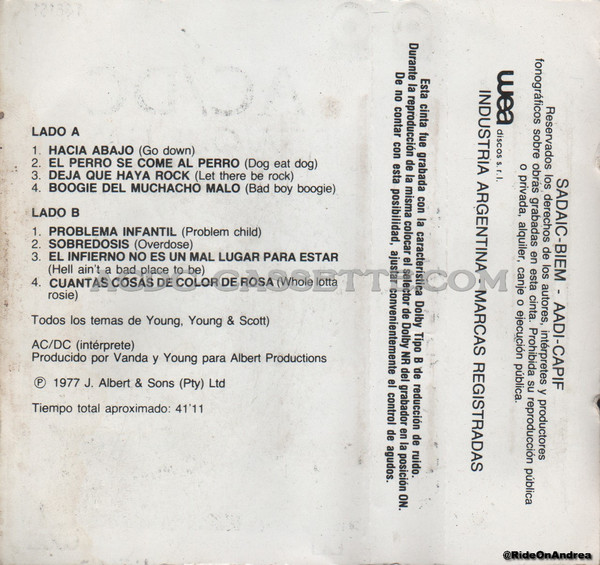 LADO A
1. HACIA ABAJO (Go down)
2. EL PERRO SE COME AL PERRO (Dog eat dog)
3. DEJA QUE HAYA ROCK (Let there be rock)
4. BOOGIE DEL MUCHACHO MALO (Bad boy boogie)
LADO B
1. PROBLEMA INFANTIL (Problem child)
2. SOBREDOSIS (Overdose)
3. EL INFIERNO NO ES UN MAL LUGAR PARA ESTAR
(Hell ain't a bad place to be)
4. CUANTAS COSAS DE COLOR DE ROSA (Whole lotta
rosie)
Todos los temas de Young, Young & Scott)
AC/DC (intérprete)
Producido por Vanda y Young para Albert Productions
Ⓟ 1977 J. Albert & Sons (Pty) Ltd
Tiempo total aproximado: 41'11
Esta cinta fue grabada con la característica Dolby Tipo B de reducción de ruido.
Durante la reproducción de la misma colocar el selector de Dolby NR del grabador en la posición ON.
De no contar con esta posibilidad, ajustar convenientemente el control de agudos.
wea discos s.r.l.
INDUSTRIA ARGENTINA - MARCAS REGISTRADAS
SADAIC-BIEM - AADI-CAPIF
Reservados los derechos de los autores, intérpretes y productores
fonográficos sobre obras grabadas en esta cinta. Prohibida su reproducción pública
o privada, alquiler, canje o ejecución pública.
@RideOnAndrea